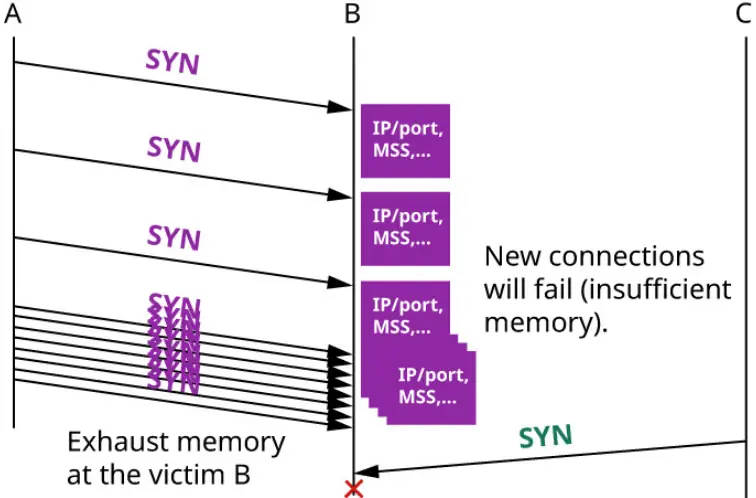 A
B
C
SYN
IP/port,
MSS,...
SYN
IP/port,
MSS,...
SYN
IP/port,
MSS,...
New connections
will fail (insufficient
memory).
SYN
SYN
IP/port,
MSS,...
Exhaust memory
at the victim B
SYN